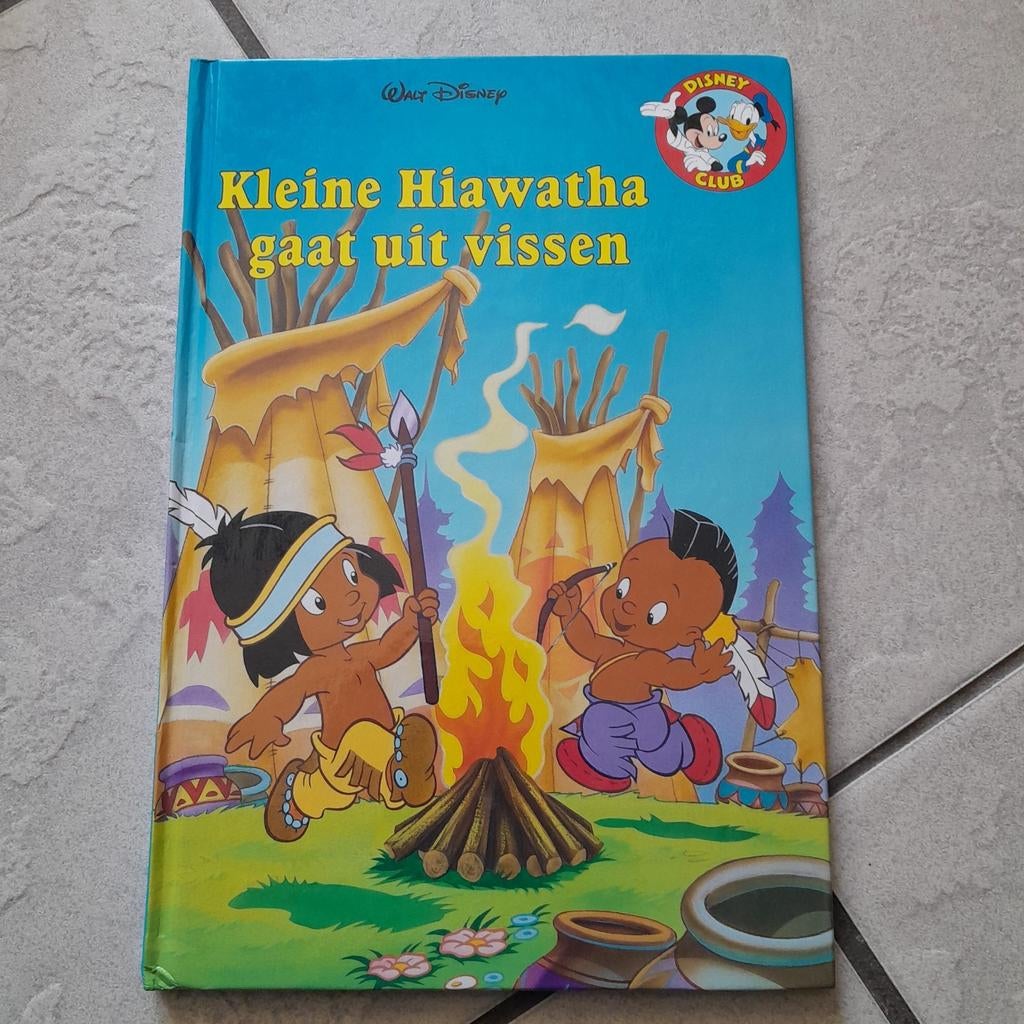 Walt Disney
DISNEY
CLUB
Kleine Hiawatha
gaat uit vissen